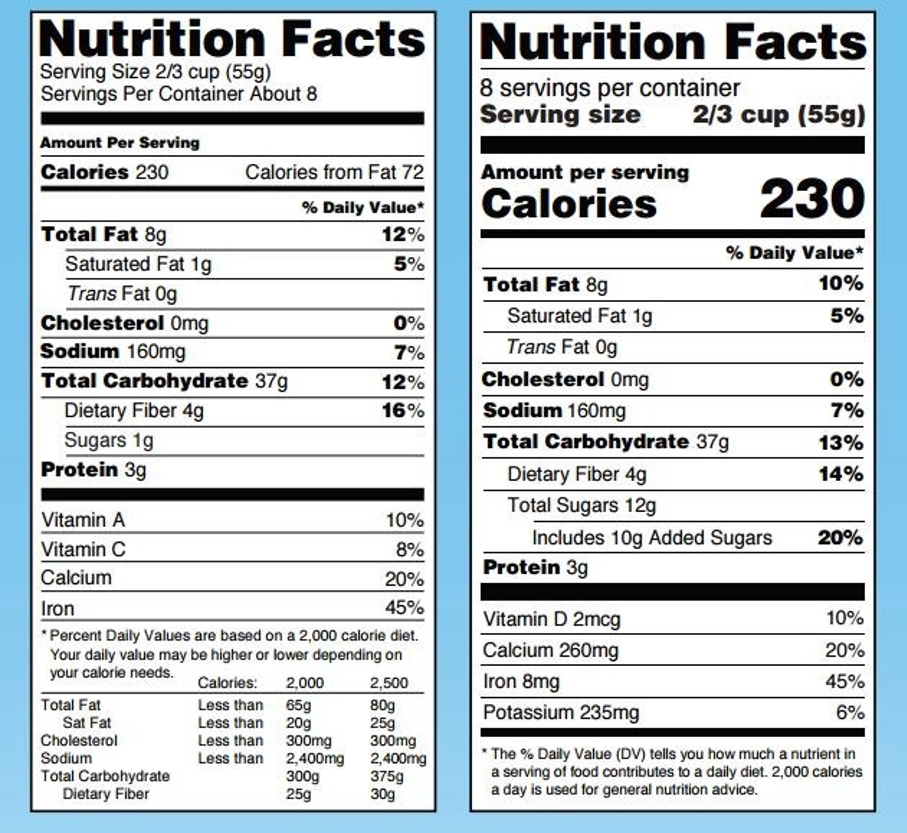 Nutrition Facts
Serving Size 2/3 cup (55g)
Servings Per Container About 8
Amount Per Serving
Calories 230 Calories from Fat 72
% Daily Value*
Total Fat 8g 12%
Saturated Fat 1g 5%
Trans Fat 0g
Cholesterol 0mg 0%
Sodium 160mg 7%
Total Carbohydrate 37g 12%
Dietary Fiber 4g 16%
Sugars 1g
Protein 3g
Vitamin A 10%
Vitamin C 8%
Calcium 20%
Iron 45%
* Percent Daily Values are based on a 2,000 calorie diet.
Your daily value may be higher or lower depending on
your calorie needs.
Calories: 2,000 2,500
Total Fat Less than 65g 80g
Sat Fat Less than 20g 25g
Cholesterol Less than 300mg 300mg
Sodium Less than 2,400mg 2,400mg
Total Carbohydrate 300g 375g
Dietary Fiber 25g 30g
Nutrition Facts
8 servings per container
Serving size 2/3 cup (55g)
Amount per serving
Calories 230
% Daily Value*
Total Fat 8g 10%
Saturated Fat 1g 5%
Trans Fat 0g
Cholesterol 0mg 0%
Sodium 160mg 7%
Total Carbohydrate 37g 13%
Dietary Fiber 4g 14%
Total Sugars 12g
Includes 10g Added Sugars 20%
Protein 3g
Vitamin D 2mcg 10%
Calcium 260mg 20%
Iron 8mg 45%
Potassium 235mg 6%
* The % Daily Value (DV) tells you how much a nutrient in
a serving of food contributes to a daily diet. 2,000 calories
a day is used for general nutrition advice.